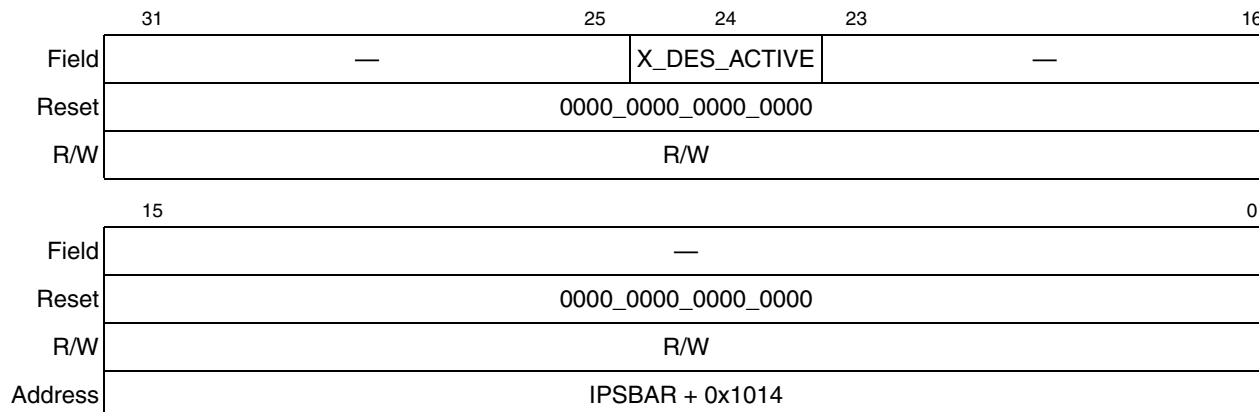 31 25 24 23 16
Field — X_DES_ACTIVE —
Reset 0000_0000_0000_0000
R/W R/W
15 0
Field —
Reset 0000_0000_0000_0000
R/W R/W
Address IPSBAR + 0x1014